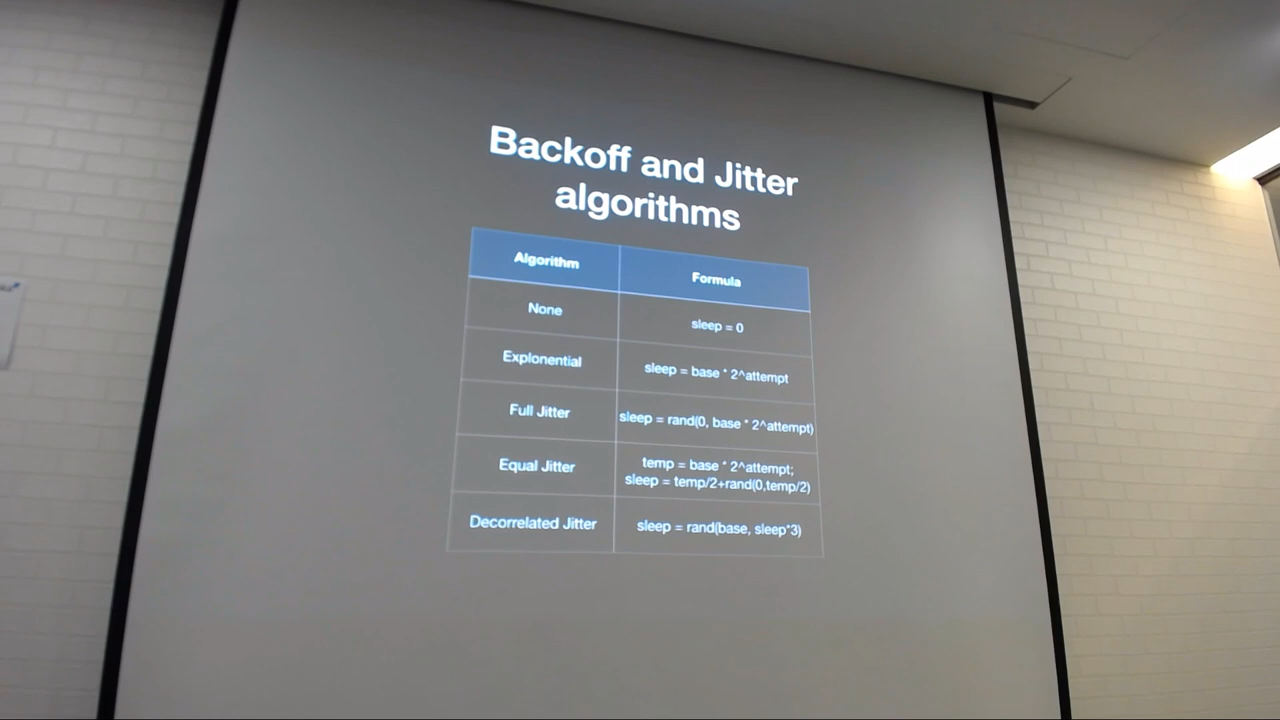 Backoff and Jitter
algorithms
Algorithm
Formula
None
sleep = 0
Explonential
sleep = base * 2^attempt
Full Jitter
sleep = rand(0, base * 2^attempt)
Equal Jitter
temp = base * 2^attempt;
sleep = temp/2+rand(0,temp/2)
Decorrelated Jitter
sleep = rand(base, sleep*3)